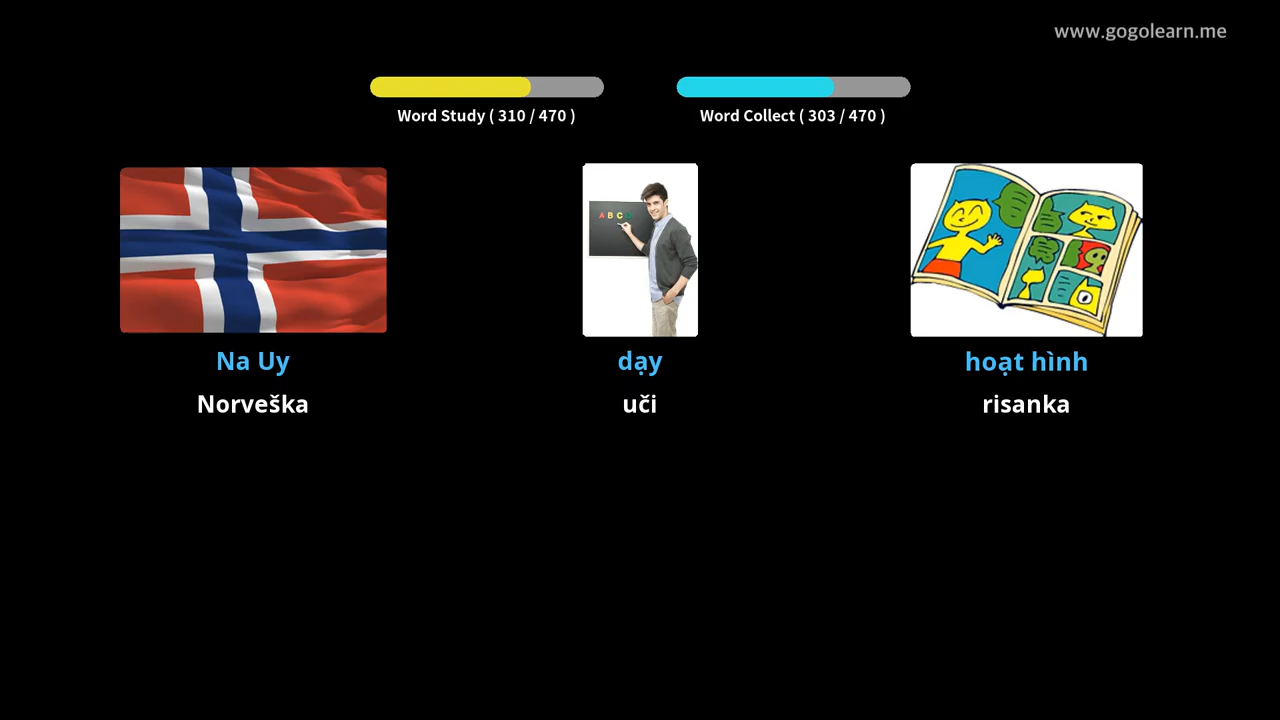 www.gogolearn.me
Word Study ( 310 / 470 )
Word Collect ( 303 / 470 )
A B C D
Na Uy
dạy
hoạt hình
Norveška
uči
risanka